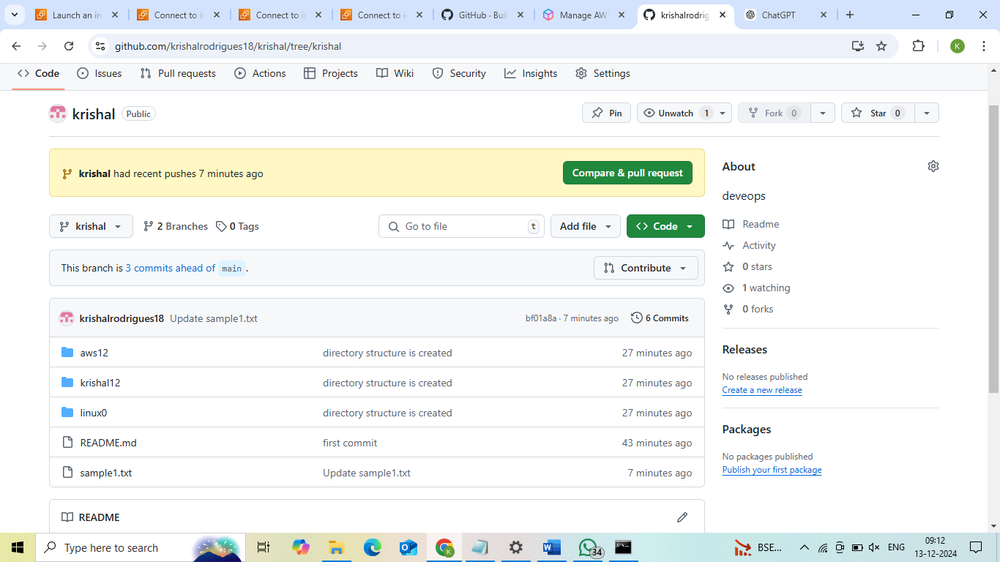 Launch an in
Connect to in
Connect to in
Connect to in
GitHub · Buil
Manage AW
krishalrodrig
ChatGPT
github.com/krishalrodrigues18/krishal/tree/krishal
K
Code
Issues
Pull requests
Actions
Projects
Wiki
Security
Insights
Settings
krishal Public
Pin
Unwatch 1
Fork 0
Star 0
krishal had recent pushes 7 minutes ago
Compare & pull request
krishal
2 Branches
0 Tags
Go to file t
Add file
Code
This branch is 3 commits ahead of main .
Contribute
krishalrodrigues18 Update sample1.txt bf01a8a · 7 minutes ago 6 Commits
aws12 directory structure is created 27 minutes ago
krishal12 directory structure is created 27 minutes ago
linux0 directory structure is created 27 minutes ago
README.md first commit 43 minutes ago
sample1.txt Update sample1.txt 7 minutes ago
README
About
deveops
Readme
Activity
0 stars
1 watching
0 forks
Releases
No releases published
Create a new release
Packages
No packages published
Publish your first package
Type here to search
K
34
BSE...
ENG
09:12
13-12-2024